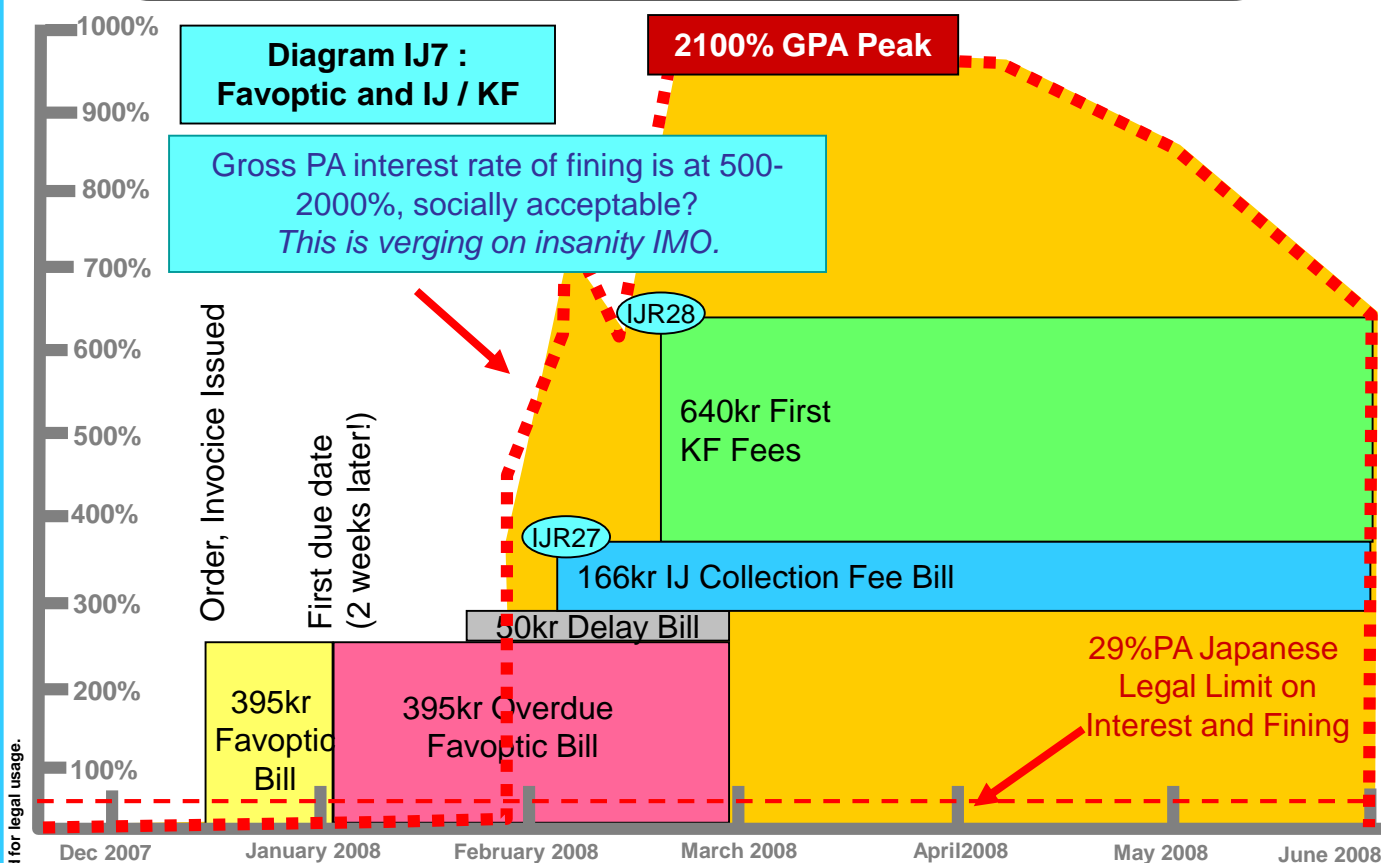 1000%
900%
800%
700%
600%
500%
400%
300%
200%
100%
Diagram IJ7 :
Favoptic and IJ / KF
2100% GPA Peak
Gross PA interest rate of fining is at 500-
2000%, socially acceptable?
This is verging on insanity IMO.
Order, Invocice Issued
First due date
(2 weeks later!)
IJR28
640kr First
KF Fees
IJR27
166kr IJ Collection Fee Bill
50kr Delay Bill
395kr
Favoptic
Bill
395kr Overdue
Favoptic Bill
29%PA Japanese
Legal Limit on
Interest and Fining
for legal usage.
Dec 2007
January 2008
February 2008
March 2008
April2008
May 2008
June 2008